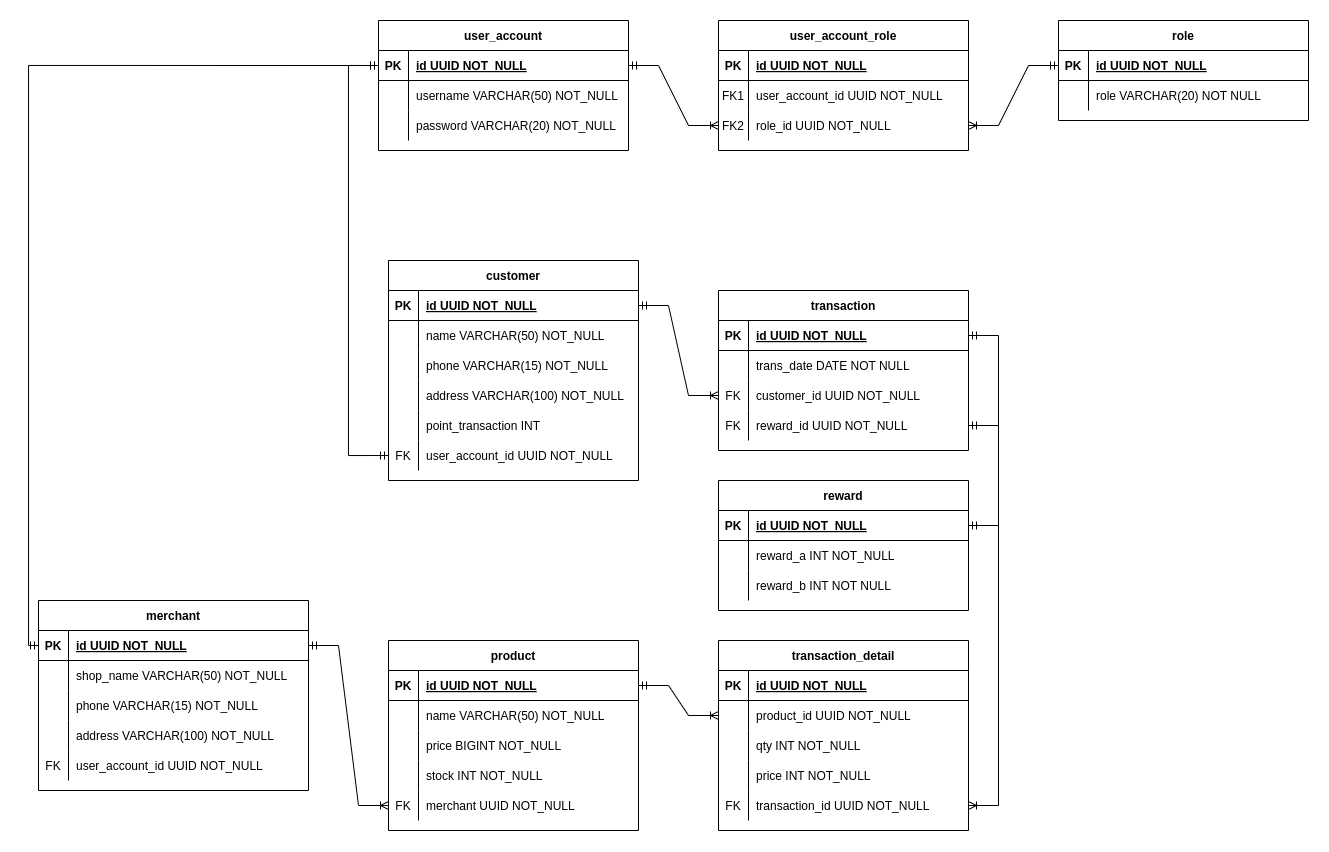 user_account
PK id UUID NOT_NULL
username VARCHAR(50) NOT_NULL
password VARCHAR(20) NOT_NULL
user_account_role
PK id UUID NOT_NULL
FK1 user_account_id UUID NOT_NULL
FK2 role_id UUID NOT_NULL
role
PK id UUID NOT_NULL
role VARCHAR(20) NOT NULL
customer
PK id UUID NOT_NULL
name VARCHAR(50) NOT_NULL
phone VARCHAR(15) NOT_NULL
address VARCHAR(100) NOT_NULL
point_transaction INT
FK user_account_id UUID NOT_NULL
transaction
PK id UUID NOT_NULL
trans_date DATE NOT NULL
FK customer_id UUID NOT_NULL
FK reward_id UUID NOT_NULL
reward
PK id UUID NOT_NULL
reward_a INT NOT_NULL
reward_b INT NOT NULL
merchant
PK id UUID NOT_NULL
shop_name VARCHAR(50) NOT_NULL
phone VARCHAR(15) NOT_NULL
address VARCHAR(100) NOT_NULL
FK user_account_id UUID NOT_NULL
product
PK id UUID NOT_NULL
name VARCHAR(50) NOT_NULL
price BIGINT NOT_NULL
stock INT NOT_NULL
FK merchant UUID NOT_NULL
transaction_detail
PK id UUID NOT_NULL
product_id UUID NOT_NULL
qty INT NOT_NULL
price INT NOT_NULL
FK transaction_id UUID NOT_NULL